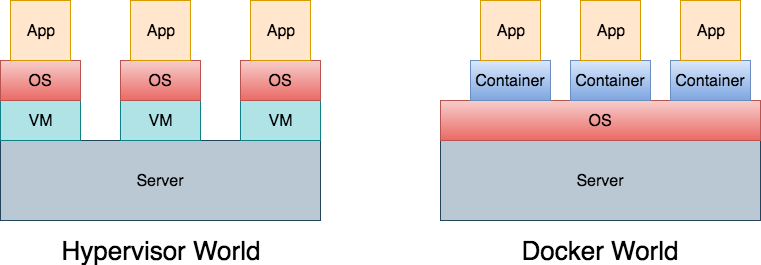 App
App
App
OS
OS
OS
VM
VM
VM
Server
Hypervisor World
App
App
App
Container
Container
Container
OS
Server
Docker World